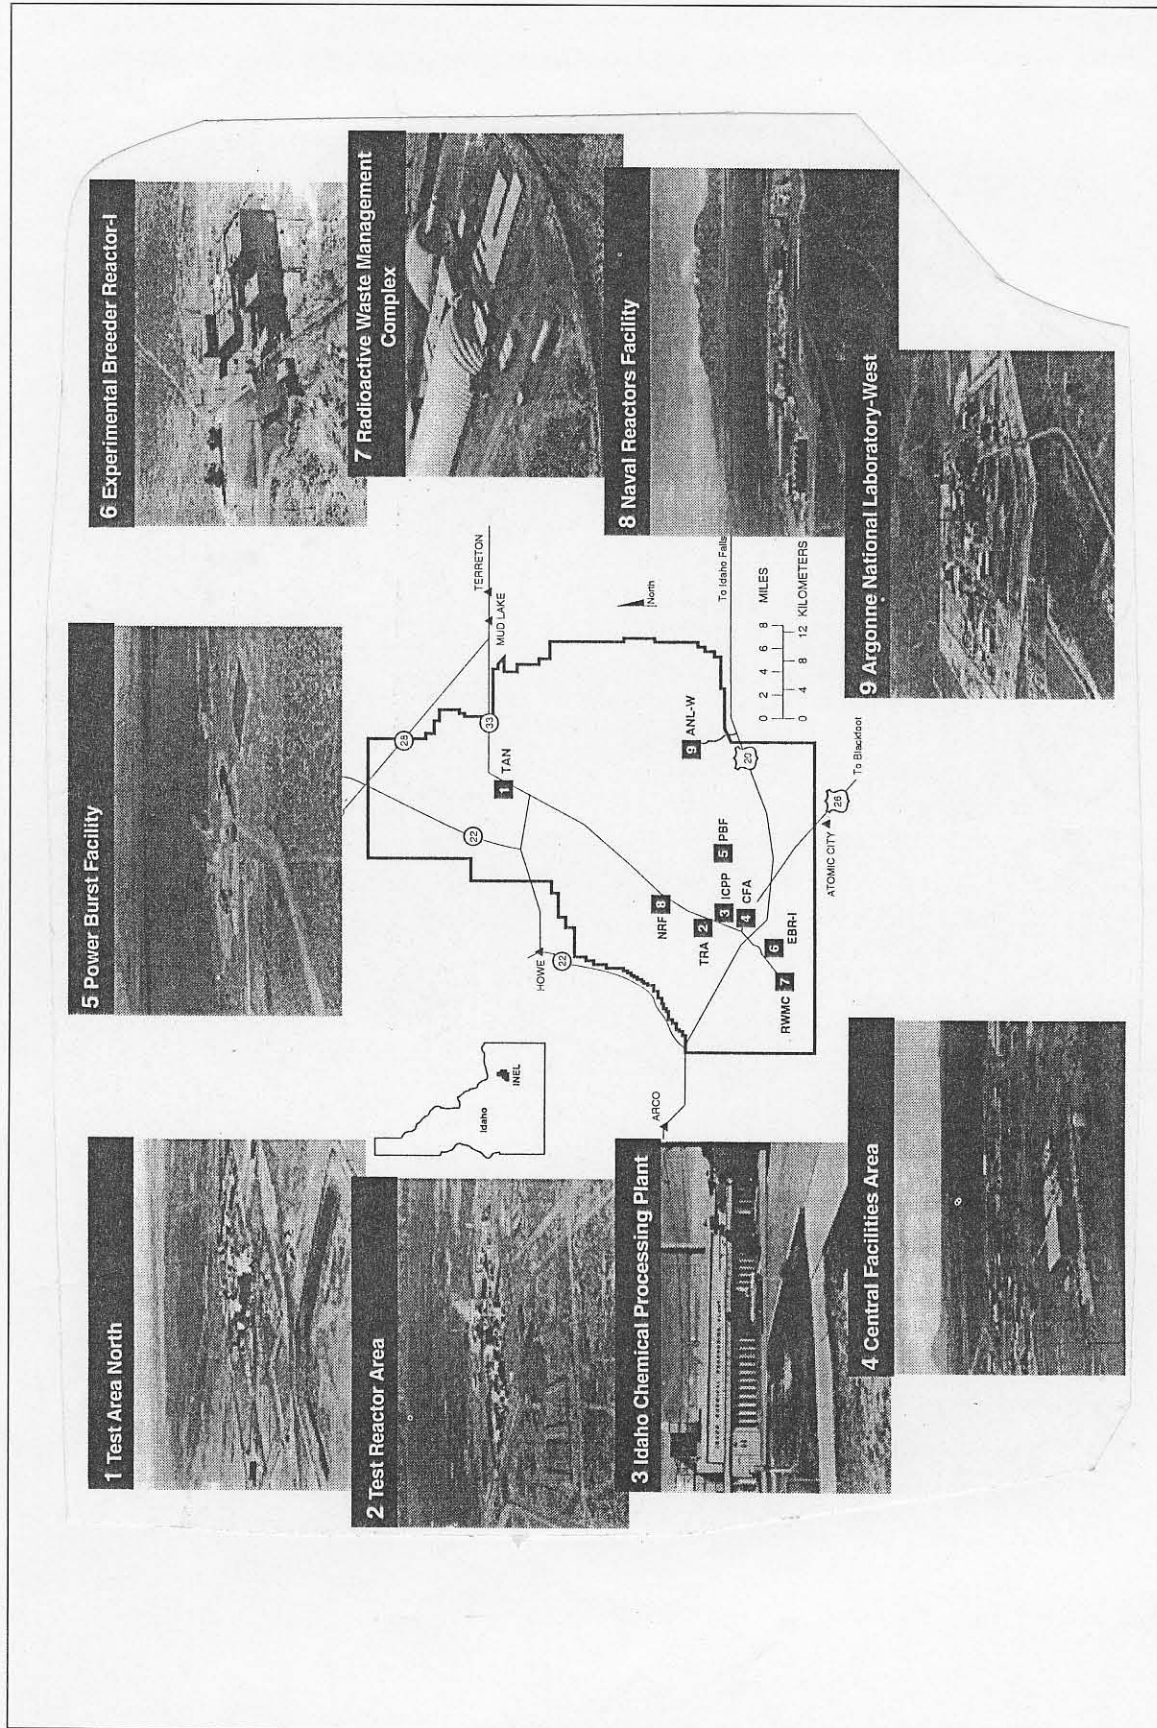 1 Test Area North
2 Test Reactor Area
3 Idaho Chemical Processing Plant
4 Central Facilities Area
5 Power Burst Facility
6 Experimental Breeder Reactor-I
7 Radioactive Waste Management
Complex
8 Naval Reactors Facility
9 Argonne National Laboratory-West
Idaho
INEL
ARCO
HOWE
22
22
28
33
MUD LAKE
TERRETON
1 TAN
NRF 8
TRA 2
3 ICPP
4 CFA
5 PBF
6 EBR-I
RWMC 7
9 ANL-W
20
26
ATOMIC CITY
To Blackfoot
To Idaho Falls
North
0 2 4 6 8 MILES
0 4 8 12 KILOMETERS